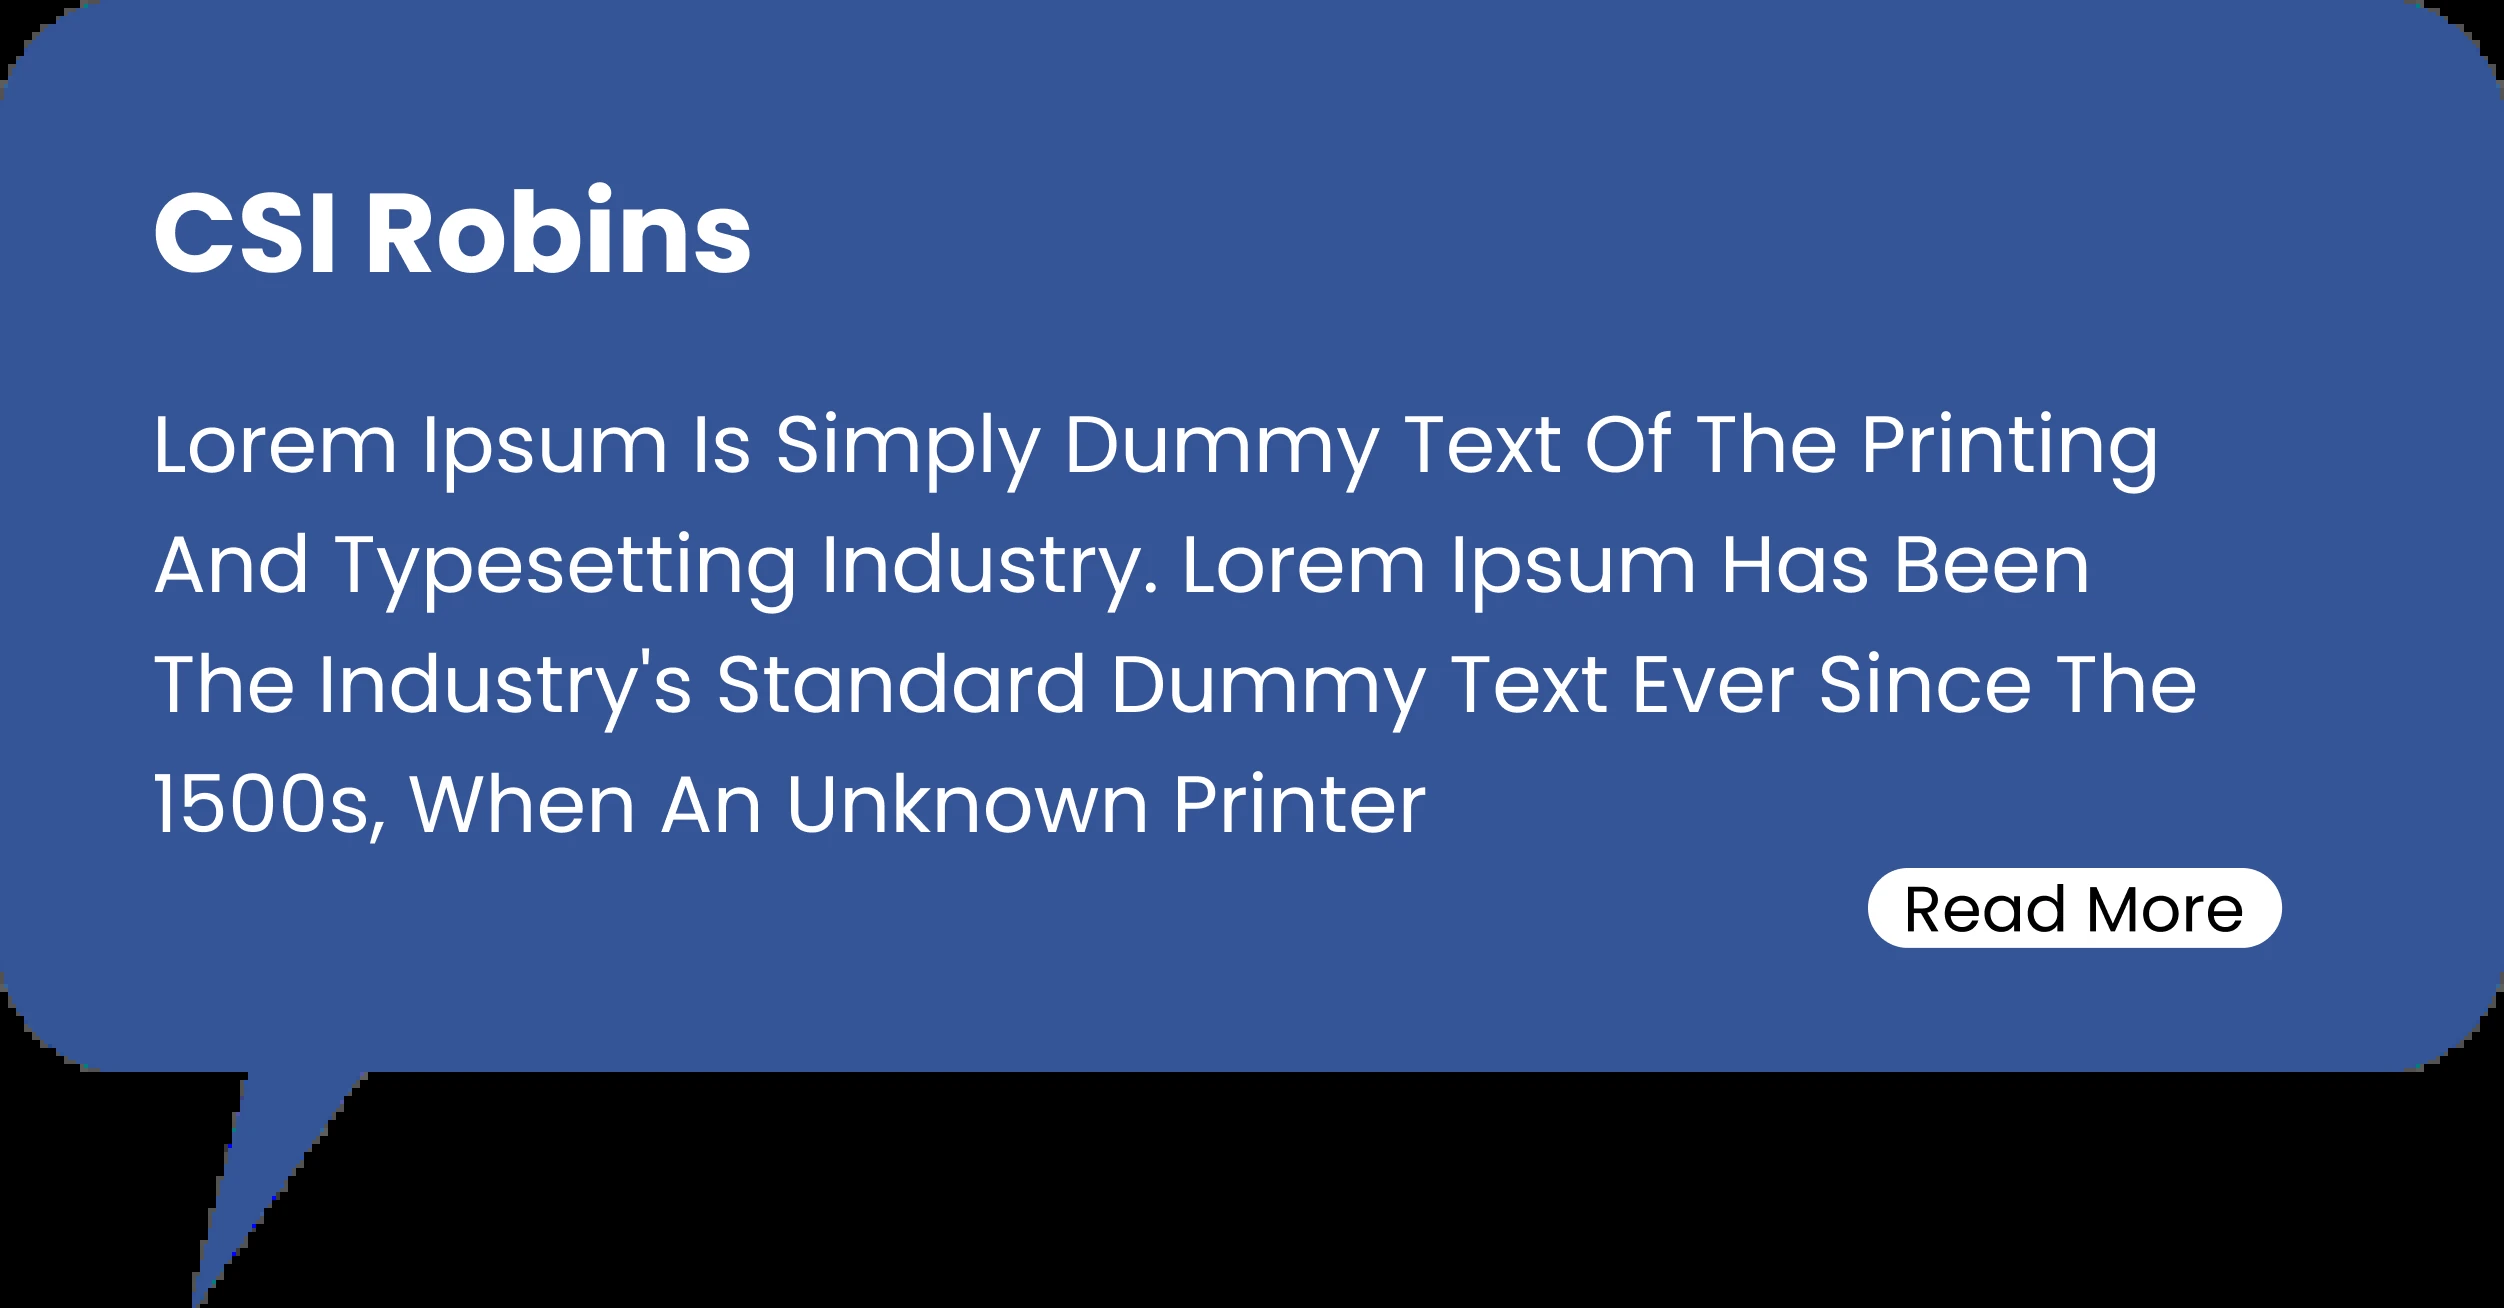 CSI Robins
Lorem Ipsum Is Simply Dummy Text Of The Printing
And Typesetting Industry. Lorem Ipsum Has Been
The Industry's Standard Dummy Text Ever Since The
1500s, When An Unknown Printer
Read More